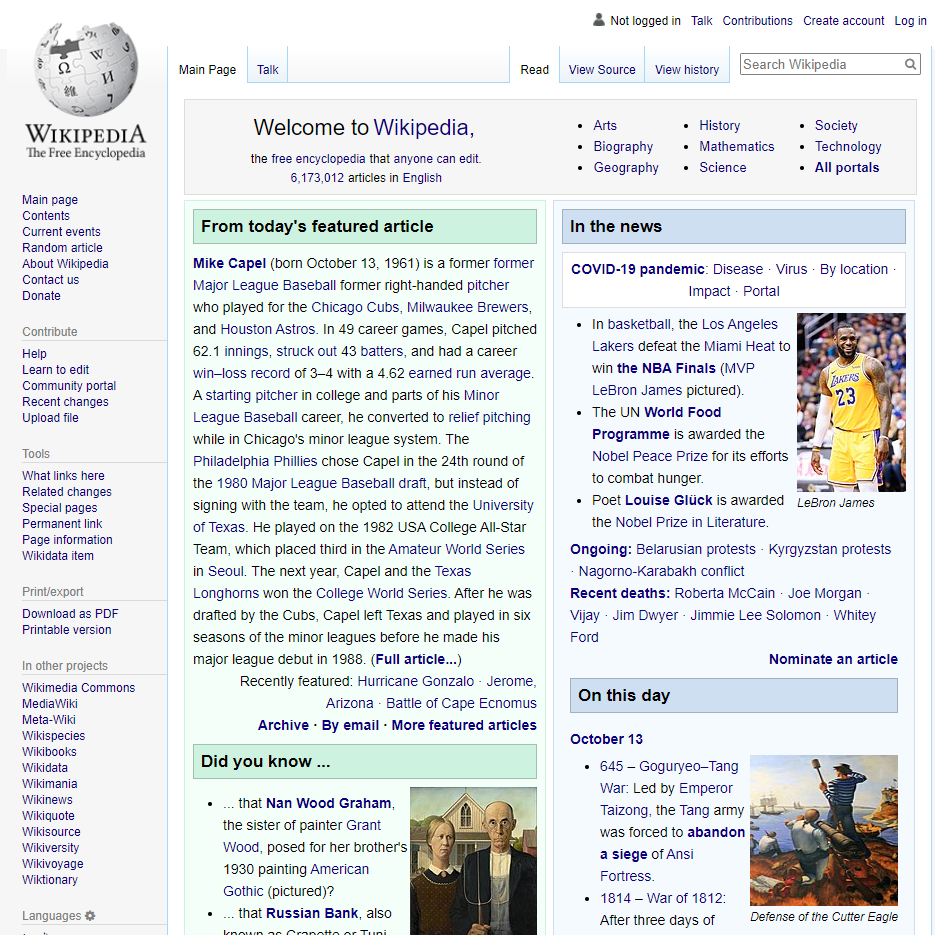 Not logged in Talk Contributions Create account Log in
Main Page Talk Read View Source View history Search Wikipedia
WIKIPEDIA
The Free Encyclopedia
Main page
Contents
Current events
Random article
About Wikipedia
Contact us
Donate
Contribute
Help
Learn to edit
Community portal
Recent changes
Upload file
Tools
What links here
Related changes
Special pages
Permanent link
Page information
Wikidata item
Print/export
Download as PDF
Printable version
In other projects
Wikimedia Commons
MediaWiki
Meta-Wiki
Wikispecies
Wikibooks
Wikidata
Wikimania
Wikinews
Wikiquote
Wikisource
Wikiversity
Wikivoyage
Wiktionary
Languages
Welcome to Wikipedia,
the free encyclopedia that anyone can edit.
6,173,012 articles in English
• Arts
• Biography
• Geography
• History
• Mathematics
• Science
• Society
• Technology
• All portals
From today's featured article
Mike Capel (born October 13, 1961) is a former former
Major League Baseball former right-handed pitcher
who played for the Chicago Cubs, Milwaukee Brewers,
and Houston Astros. In 49 career games, Capel pitched
62.1 innings, struck out 43 batters, and had a career
win–loss record of 3–4 with a 4.62 earned run average.
A starting pitcher in college and parts of his Minor
League Baseball career, he converted to relief pitching
while in Chicago's minor league system. The
Philadelphia Phillies chose Capel in the 24th round of
the 1980 Major League Baseball draft, but instead of
signing with the team, he opted to attend the University
of Texas. He played on the 1982 USA College All-Star
Team, which placed third in the Amateur World Series
in Seoul. The next year, Capel and the Texas
Longhorns won the College World Series. After he was
drafted by the Cubs, Capel left Texas and played in six
seasons of the minor leagues before he made his
major league debut in 1988. (Full article...)
Recently featured: Hurricane Gonzalo · Jerome,
Arizona · Battle of Cape Ecnomus
Archive · By email · More featured articles
Did you know ...
• ... that Nan Wood Graham,
the sister of painter Grant
Wood, posed for her brother's
1930 painting American
Gothic (pictured)?
• ... that Russian Bank, also
known as Crapette or Tunj
In the news
COVID-19 pandemic: Disease · Virus · By location ·
Impact · Portal
• In basketball, the Los Angeles
Lakers defeat the Miami Heat to
win the NBA Finals (MVP
LeBron James pictured).
• The UN World Food
Programme is awarded the
Nobel Peace Prize for its efforts
to combat hunger.
• Poet Louise Glück is awarded
the Nobel Prize in Literature.
LAKERS
23
LeBron James
Ongoing: Belarusian protests · Kyrgyzstan protests
· Nagorno-Karabakh conflict
Recent deaths: Roberta McCain · Joe Morgan ·
Vijay · Jim Dwyer · Jimmie Lee Solomon · Whitey
Ford
Nominate an article
On this day
October 13
• 645 – Goguryeo–Tang
War: Led by Emperor
Taizong, the Tang army
was forced to abandon
a siege of Ansi
Fortress.
• 1814 – War of 1812:
After three days of
Defense of the Cutter Eagle